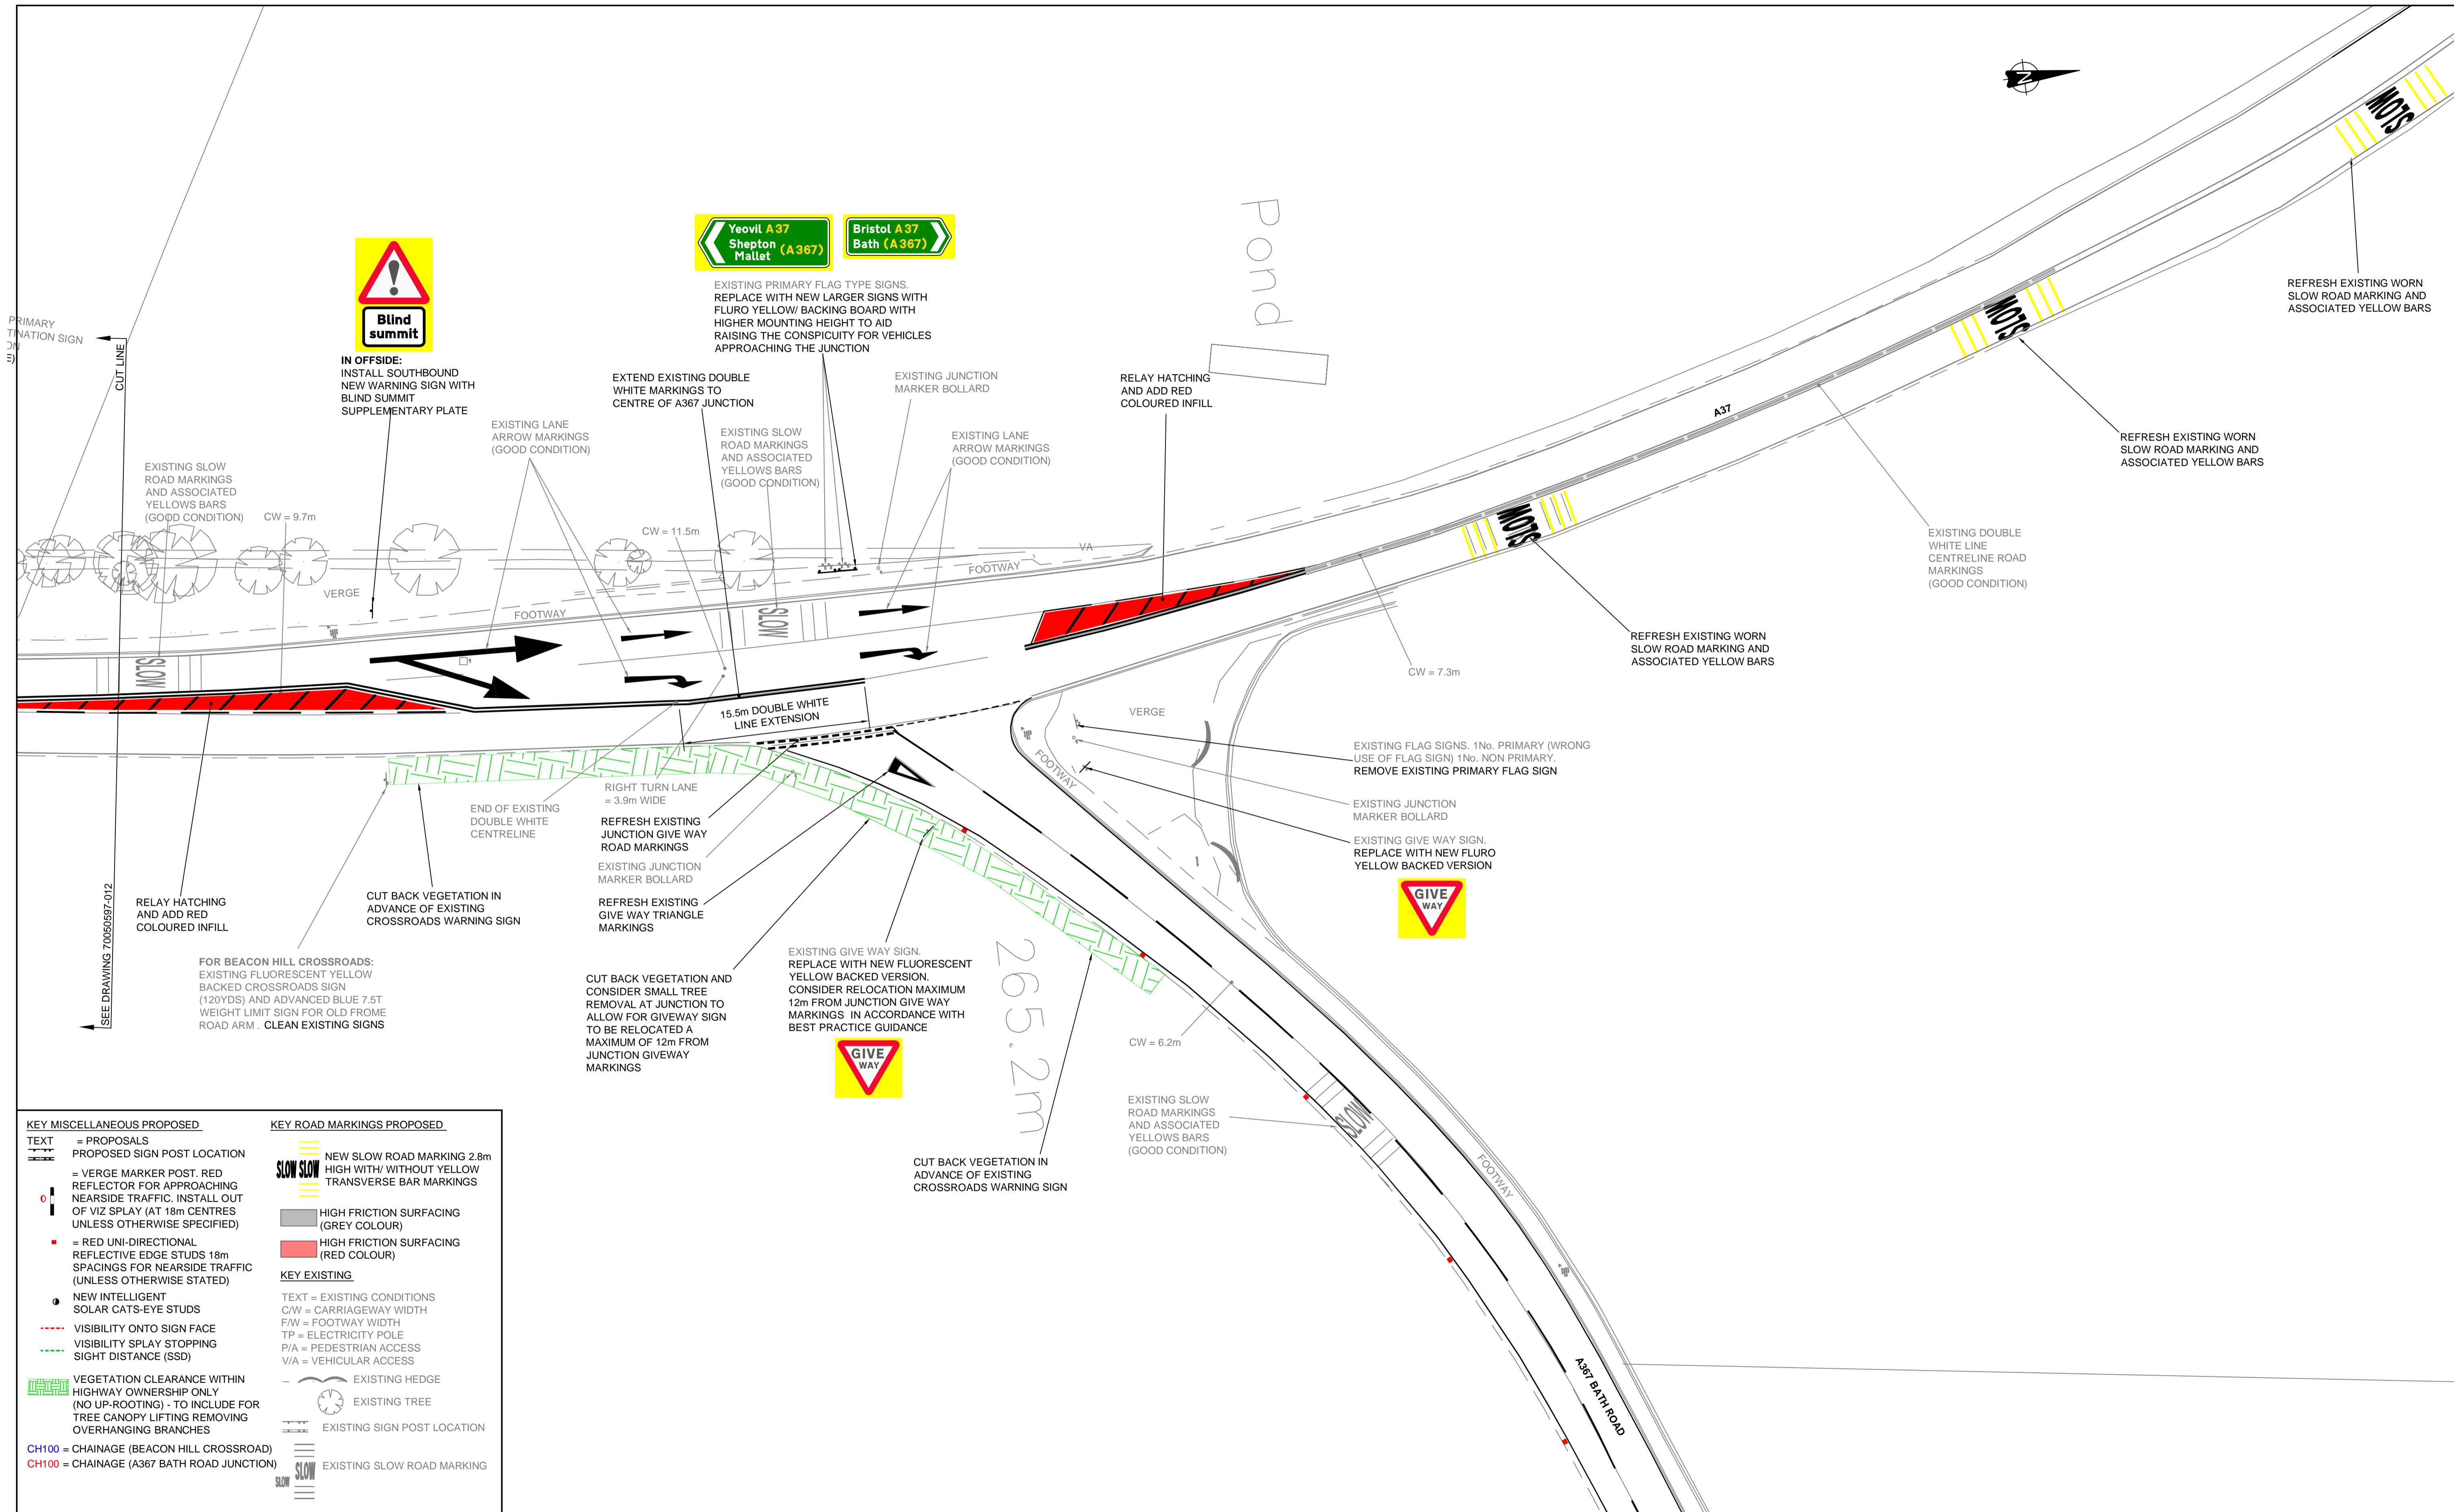 N
SLOW
SLOW
SLOW
A37
Pond
Yeovil A37
Shepton (A367)
Mallet
Bristol A37
Bath (A367)
Blind
summit
PRIMARY
TINATION SIGN
ON
E)
CUT LINE
SEE DRAWING 70050597-012
IN OFFSIDE:
INSTALL SOUTHBOUND
NEW WARNING SIGN WITH
BLIND SUMMIT
SUPPLEMENTARY PLATE
EXISTING PRIMARY FLAG TYPE SIGNS.
REPLACE WITH NEW LARGER SIGNS WITH
FLURO YELLOW/ BACKING BOARD WITH
HIGHER MOUNTING HEIGHT TO AID
RAISING THE CONSPICUITY FOR VEHICLES
APPROACHING THE JUNCTION
EXTEND EXISTING DOUBLE
WHITE MARKINGS TO
CENTRE OF A367 JUNCTION
EXISTING JUNCTION
MARKER BOLLARD
RELAY HATCHING
AND ADD RED
COLOURED INFILL
EXISTING LANE
ARROW MARKINGS
(GOOD CONDITION)
EXISTING SLOW
ROAD MARKINGS
AND ASSOCIATED
YELLOWS BARS
(GOOD CONDITION)
EXISTING LANE
ARROW MARKINGS
(GOOD CONDITION)
EXISTING SLOW
ROAD MARKINGS
AND ASSOCIATED
YELLOWS BARS
(GOOD CONDITION)
CW = 9.7m
CW = 11.5m
REFRESH EXISTING WORN
SLOW ROAD MARKING AND
ASSOCIATED YELLOW BARS
REFRESH EXISTING WORN
SLOW ROAD MARKING AND
ASSOCIATED YELLOW BARS
EXISTING DOUBLE
WHITE LINE
CENTRELINE ROAD
MARKINGS
(GOOD CONDITION)
REFRESH EXISTING WORN
SLOW ROAD MARKING AND
ASSOCIATED YELLOW BARS
VA
FOOTWAY
VERGE
FOOTWAY
SLOW
SLOW
CW = 7.3m
VERGE
15.5m DOUBLE WHITE
LINE EXTENSION
FOOTWAY
EXISTING FLAG SIGNS. 1No. PRIMARY (WRONG
USE OF FLAG SIGN) 1No. NON PRIMARY.
REMOVE EXISTING PRIMARY FLAG SIGN
EXISTING JUNCTION
MARKER BOLLARD
EXISTING GIVE WAY SIGN.
REPLACE WITH NEW FLURO
YELLOW BACKED VERSION
GIVE
WAY
END OF EXISTING
DOUBLE WHITE
CENTRELINE
RIGHT TURN LANE
= 3.9m WIDE
REFRESH EXISTING
JUNCTION GIVE WAY
ROAD MARKINGS
EXISTING JUNCTION
MARKER BOLLARD
REFRESH EXISTING
GIVE WAY TRIANGLE
MARKINGS
RELAY HATCHING
AND ADD RED
COLOURED INFILL
CUT BACK VEGETATION IN
ADVANCE OF EXISTING
CROSSROADS WARNING SIGN
FOR BEACON HILL CROSSROADS:
EXISTING FLUORESCENT YELLOW
BACKED CROSSROADS SIGN
(120YDS) AND ADVANCED BLUE 7.5T
WEIGHT LIMIT SIGN FOR OLD FROME
ROAD ARM . CLEAN EXISTING SIGNS
CUT BACK VEGETATION AND
CONSIDER SMALL TREE
REMOVAL AT JUNCTION TO
ALLOW FOR GIVEWAY SIGN
TO BE RELOCATED A
MAXIMUM OF 12m FROM
JUNCTION GIVEWAY
MARKINGS
EXISTING GIVE WAY SIGN.
REPLACE WITH NEW FLUORESCENT
YELLOW BACKED VERSION.
CONSIDER RELOCATION MAXIMUM
12m FROM JUNCTION GIVE WAY
MARKINGS IN ACCORDANCE WITH
BEST PRACTICE GUIDANCE
GIVE
WAY
265.2m
CW = 6.2m
EXISTING SLOW
ROAD MARKINGS
AND ASSOCIATED
YELLOWS BARS
(GOOD CONDITION)
SLOW
CUT BACK VEGETATION IN
ADVANCE OF EXISTING
CROSSROADS WARNING SIGN
FOOTWAY
A367 BATH ROAD
KEY MISCELLANEOUS PROPOSED
TEXT = PROPOSALS
PROPOSED SIGN POST LOCATION
= VERGE MARKER POST. RED
REFLECTOR FOR APPROACHING
NEARSIDE TRAFFIC. INSTALL OUT
OF VIZ SPLAY (AT 18m CENTRES
UNLESS OTHERWISE SPECIFIED)
= RED UNI-DIRECTIONAL
REFLECTIVE EDGE STUDS 18m
SPACINGS FOR NEARSIDE TRAFFIC
(UNLESS OTHERWISE STATED)
NEW INTELLIGENT
SOLAR CATS-EYE STUDS
VISIBILITY ONTO SIGN FACE
VISIBILITY SPLAY STOPPING
SIGHT DISTANCE (SSD)
VEGETATION CLEARANCE WITHIN
HIGHWAY OWNERSHIP ONLY
(NO UP-ROOTING) - TO INCLUDE FOR
TREE CANOPY LIFTING REMOVING
OVERHANGING BRANCHES
CH100 = CHAINAGE (BEACON HILL CROSSROAD)
CH100 = CHAINAGE (A367 BATH ROAD JUNCTION)
KEY ROAD MARKINGS PROPOSED
SLOW SLOW
NEW SLOW ROAD MARKING 2.8m
HIGH WITH/ WITHOUT YELLOW
TRANSVERSE BAR MARKINGS
HIGH FRICTION SURFACING
(GREY COLOUR)
HIGH FRICTION SURFACING
(RED COLOUR)
KEY EXISTING
TEXT = EXISTING CONDITIONS
C/W = CARRIAGEWAY WIDTH
F/W = FOOTWAY WIDTH
TP = ELECTRICITY POLE
P/A = PEDESTRIAN ACCESS
V/A = VEHICULAR ACCESS
EXISTING HEDGE
EXISTING TREE
EXISTING SIGN POST LOCATION
SLOW SLOW EXISTING SLOW ROAD MARKING